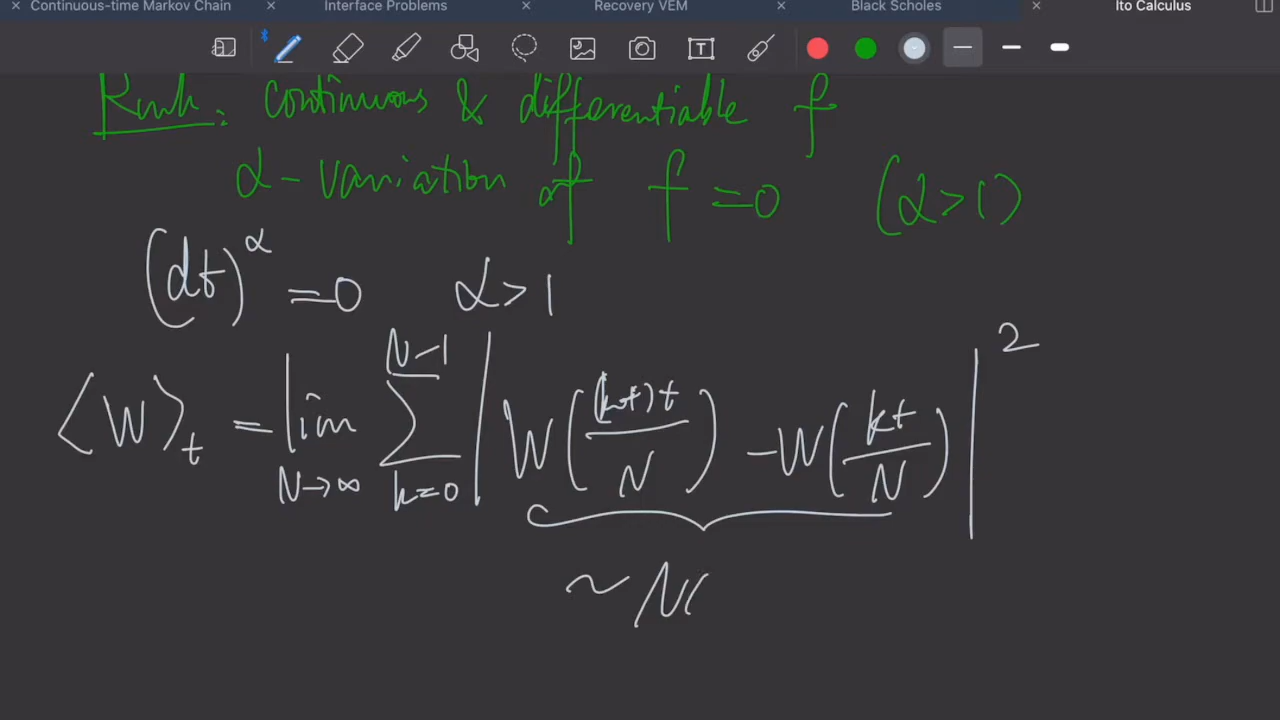 Continuous-time Markov Chain Interface Problems Recovery VEM Black Scholes Ito Calculus
Rmk: continuous & differentiable f
α-variation of f =0 (α>1)
(dt)^α =0 α>1
⟨W⟩_t = lim_{N→∞} ∑_{k=0}^{N-1} | W((k+1)t/N) - W(kt/N) |^2
~ N(